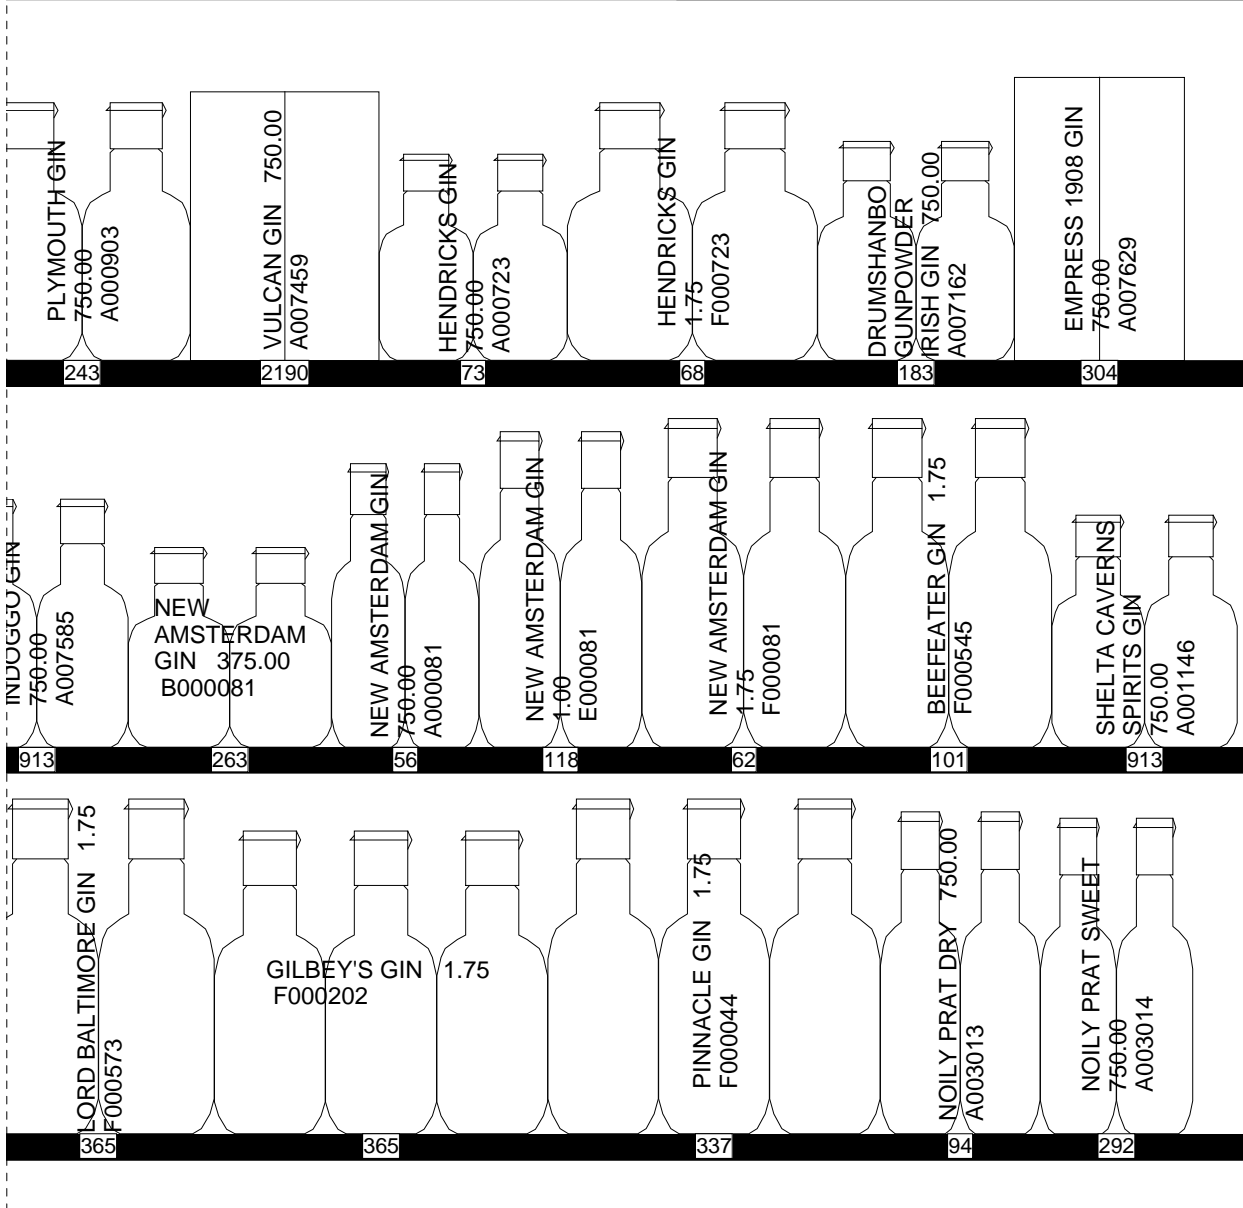 PLYMOUTH GIN
750.00
A000903
VULCAN GIN 750.00
A007459
HENDRICKS GIN
750.00
A000723
HENDRICKS GIN
1.75
F000723
DRUMSHANBO
GUNPOWDER
IRISH GIN 750.00
A007162
EMPRESS 1908 GIN
750.00
A007629
243
2190
73
68
183
304
INDOGGO GIN
750.00
A007585
NEW
AMSTERDAM
GIN 375.00
B000081
NEW AMSTERDAM GIN
750.00
A000081
NEW AMSTERDAM GIN
1.00
E000081
NEW AMSTERDAM GIN
1.75
F000081
BEEFEATER GIN 1.75
F000545
SHELTA CAVERNS
SPIRITS GIN
750.00
A001146
913
263
56
118
62
101
913
LORD BALTIMORE GIN 1.75
F000573
GILBEY'S GIN 1.75
F000202
PINNACLE GIN 1.75
F000044
NOILY PRAT DRY 750.00
A003013
NOILY PRAT SWEET
750.00
A003014
365
365
337
94
292